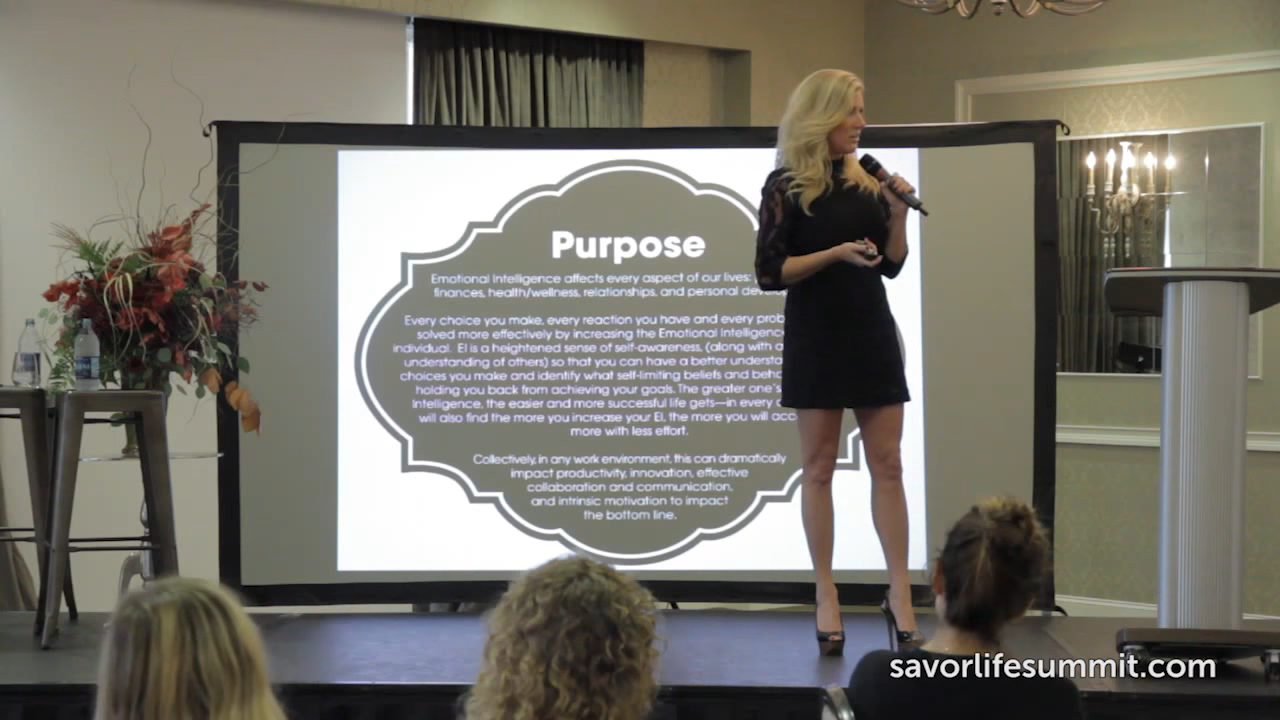 Purpose
Emotional Intelligence affects every aspect of our lives:
finances, health/wellness, relationships, and personal
Every choice you make, every reaction you have and every
solved more effectively by increasing the Emotional
individual. EI is a heightened sense of self-awareness, (along with
understanding of others) so that you can have a better
choices you make and identify what self-limiting beliefs and
holding you back from achieving your goals. The greater one's
Intelligence, the easier and more successful life gets—in every
will also find the more you increase your EI, the more you will
more with less effort.
Collectively, in any work environment, this can dramatically
impact productivity, innovation, effective
collaboration and communication,
and intrinsic motivation to impact
the bottom line.
savorlifesummit.com